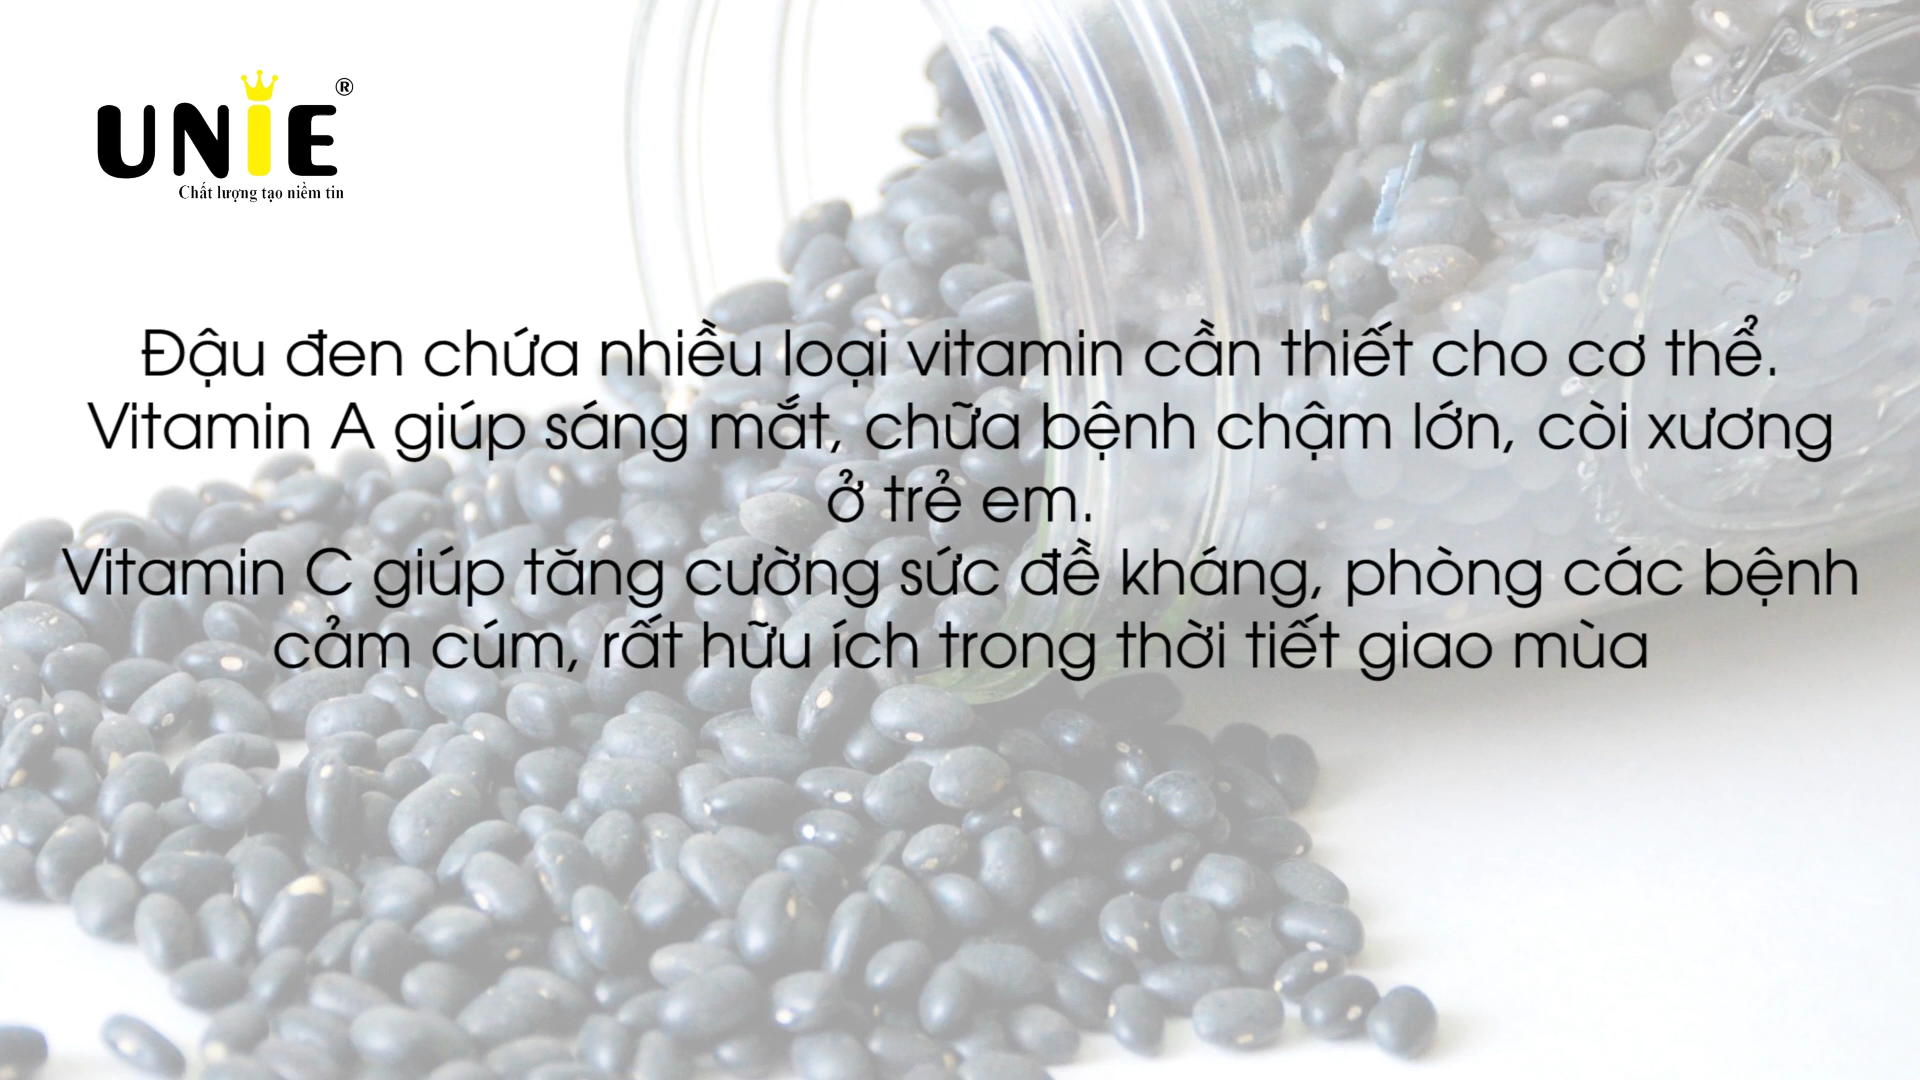 UNiE®
Chất lượng tạo niềm tin
Đậu đen chứa nhiều loại vitamin cần thiết cho cơ thể.
Vitamin A giúp sáng mắt, chữa bệnh chậm lớn, còi xương
ở trẻ em.
Vitamin C giúp tăng cường sức đề kháng, phòng các bệnh
cảm cúm, rất hữu ích trong thời tiết giao mùa